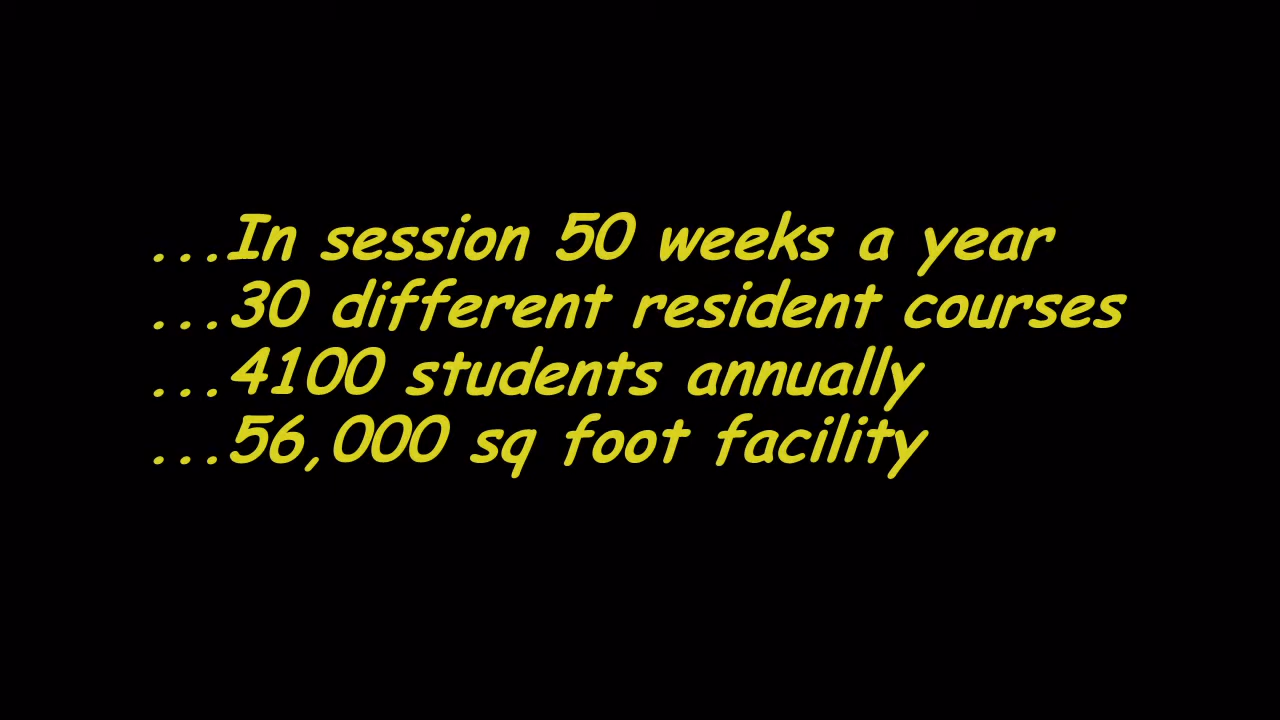 ...In session 50 weeks a year
...30 different resident courses
...4100 students annually
...56,000 sq foot facility